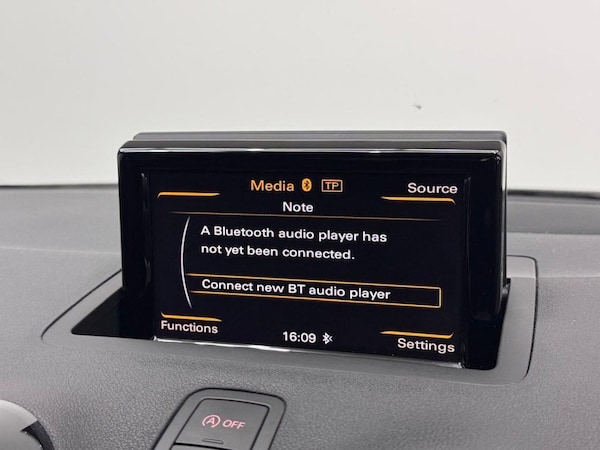 Media TP
Source
Note
A Bluetooth audio player has
not yet been connected.
Connect new BT audio player
Functions
16:09
Settings
A OFF